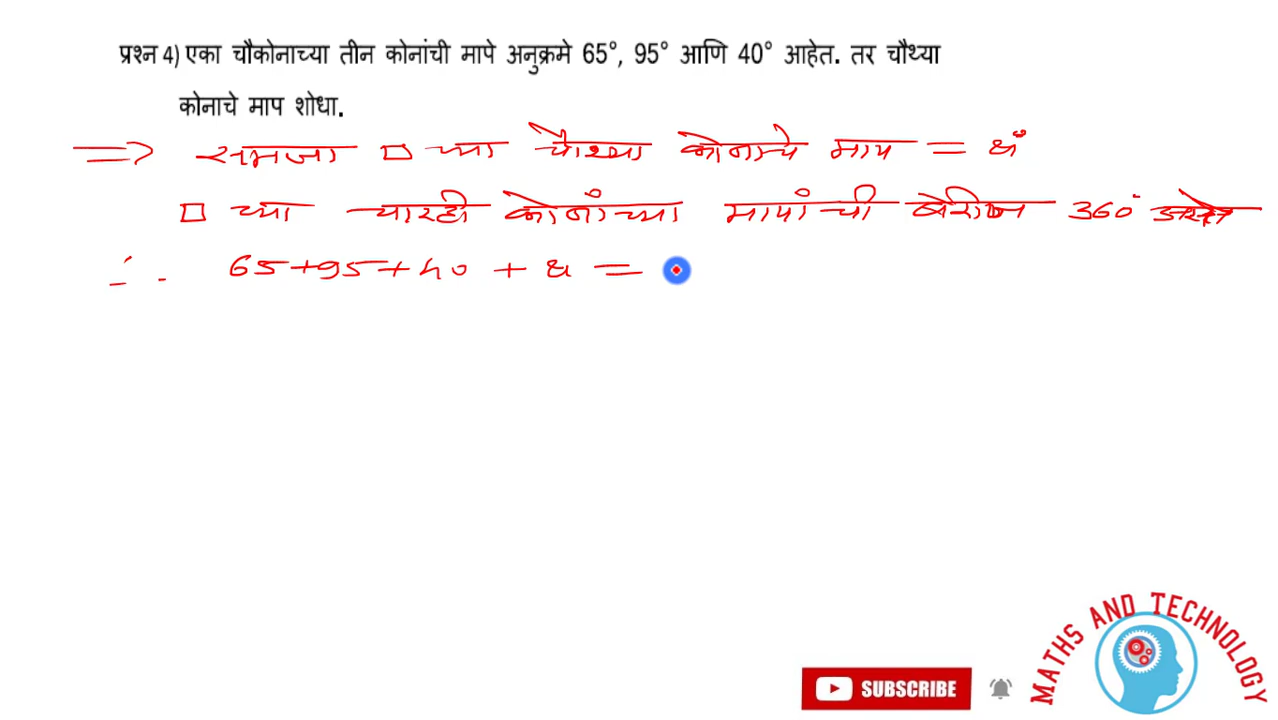 प्रश्न 4) एका चौकोनाच्या तीन कोनांची मापे अनुक्रमे 65°, 95° आणि 40° आहेत. तर चौथ्या
कोनाचे माप शोधा.
=> समजा □ च्या चौथ्या कोनाचे माप = x°
□ च्या चारही कोनांच्या मापांची बेरीज 360° असते
∴ 65+95+40 + x =
MATHS AND TECHNOLOGY
SUBSCRIBE